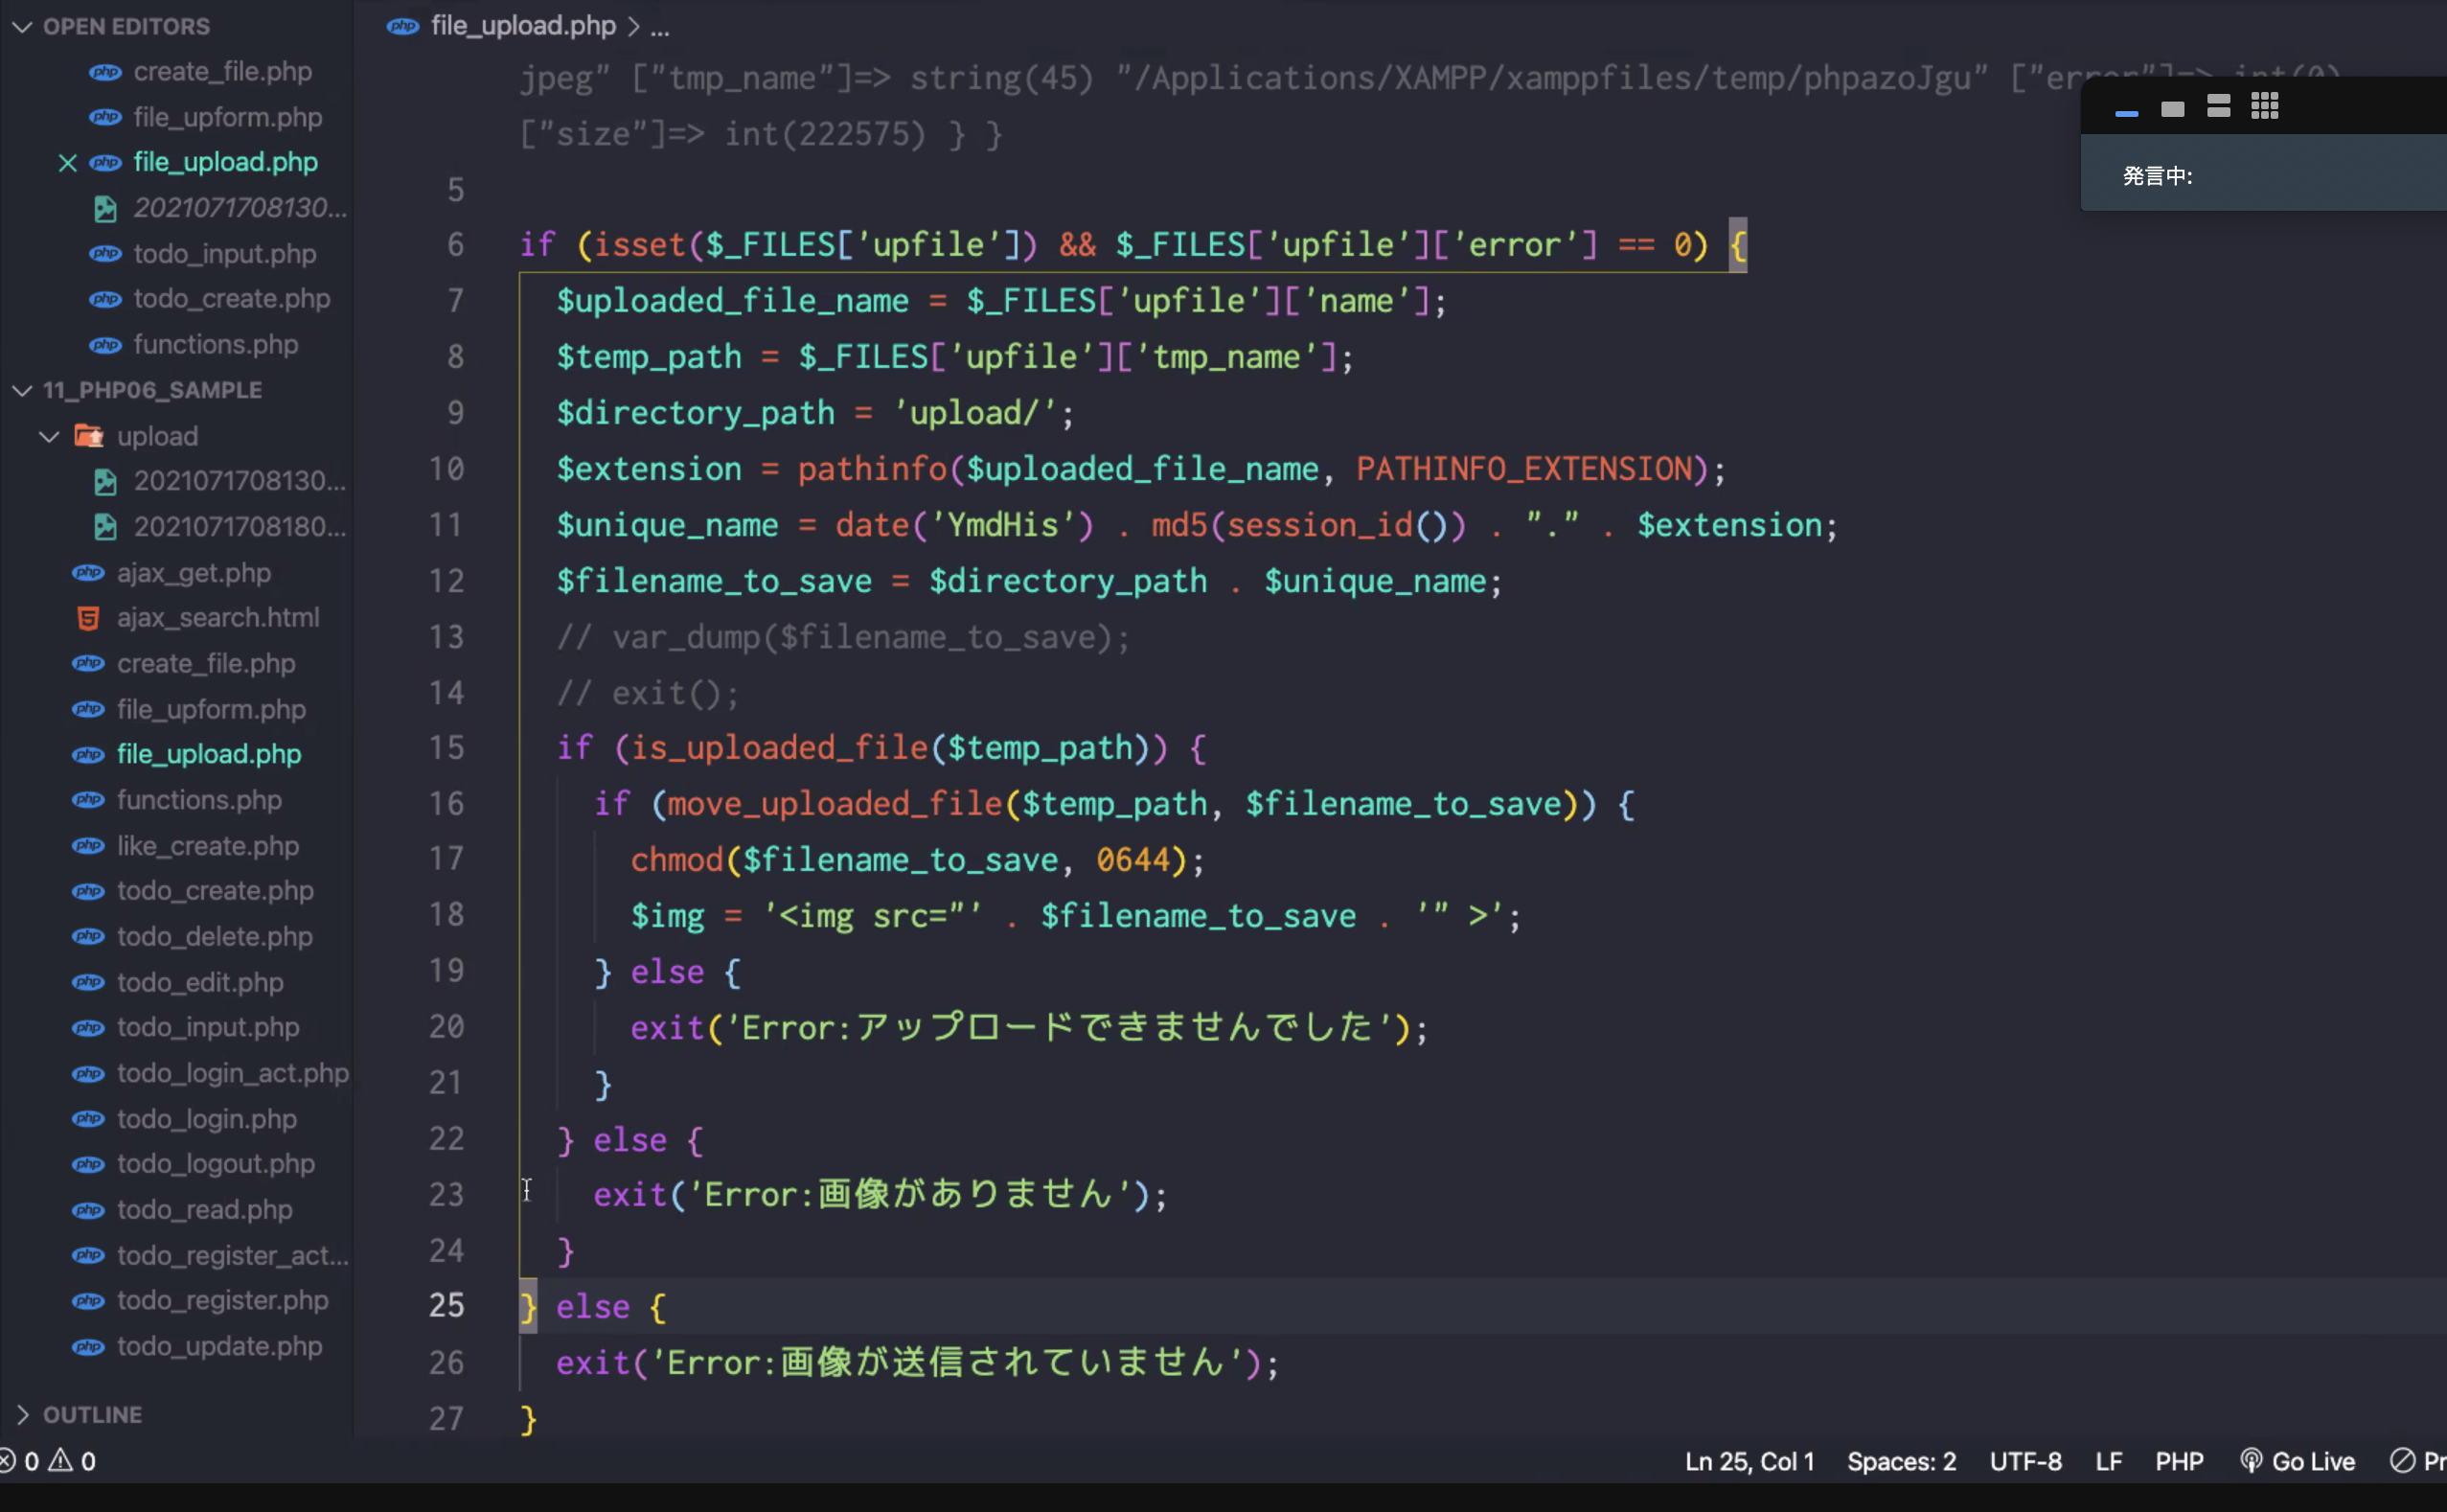 OPEN EDITORS
create_file.php
file_upform.php
file_upload.php
2021071708130...
todo_input.php
todo_create.php
functions.php
11_PHP06_SAMPLE
upload
2021071708130...
2021071708180...
ajax_get.php
ajax_search.html
create_file.php
file_upform.php
file_upload.php
functions.php
like_create.php
todo_create.php
todo_delete.php
todo_edit.php
todo_input.php
todo_login_act.php
todo_login.php
todo_logout.php
todo_read.php
todo_register_act...
todo_register.php
todo_update.php
OUTLINE
file_upload.php > ...
jpeg" ["tmp_name"]=> string(45) "/Applications/XAMPP/xamppfiles/temp/phpazoJgu" ["error"]=> int(0)
["size"]=> int(222575) } }
5
6 if (isset($_FILES['upfile']) && $_FILES['upfile']['error'] == 0) {
7 $uploaded_file_name = $_FILES['upfile']['name'];
8 $temp_path = $_FILES['upfile']['tmp_name'];
9 $directory_path = 'upload/';
10 $extension = pathinfo($uploaded_file_name, PATHINFO_EXTENSION);
11 $unique_name = date('YmdHis') . md5(session_id()) . "." . $extension;
12 $filename_to_save = $directory_path . $unique_name;
13 // var_dump($filename_to_save);
14 // exit();
15 if (is_uploaded_file($temp_path)) {
16 if (move_uploaded_file($temp_path, $filename_to_save)) {
17 chmod($filename_to_save, 0644);
18 $img = '<img src="' . $filename_to_save . '" >';
19 } else {
20 exit('Error:アップロードできませんでした');
21 }
22 } else {
23 exit('Error:画像がありません');
24 }
25 } else {
26 exit('Error:画像が送信されていません');
27 }
発言中:
0 0
Ln 25, Col 1 Spaces: 2 UTF-8 LF PHP Go Live Pr